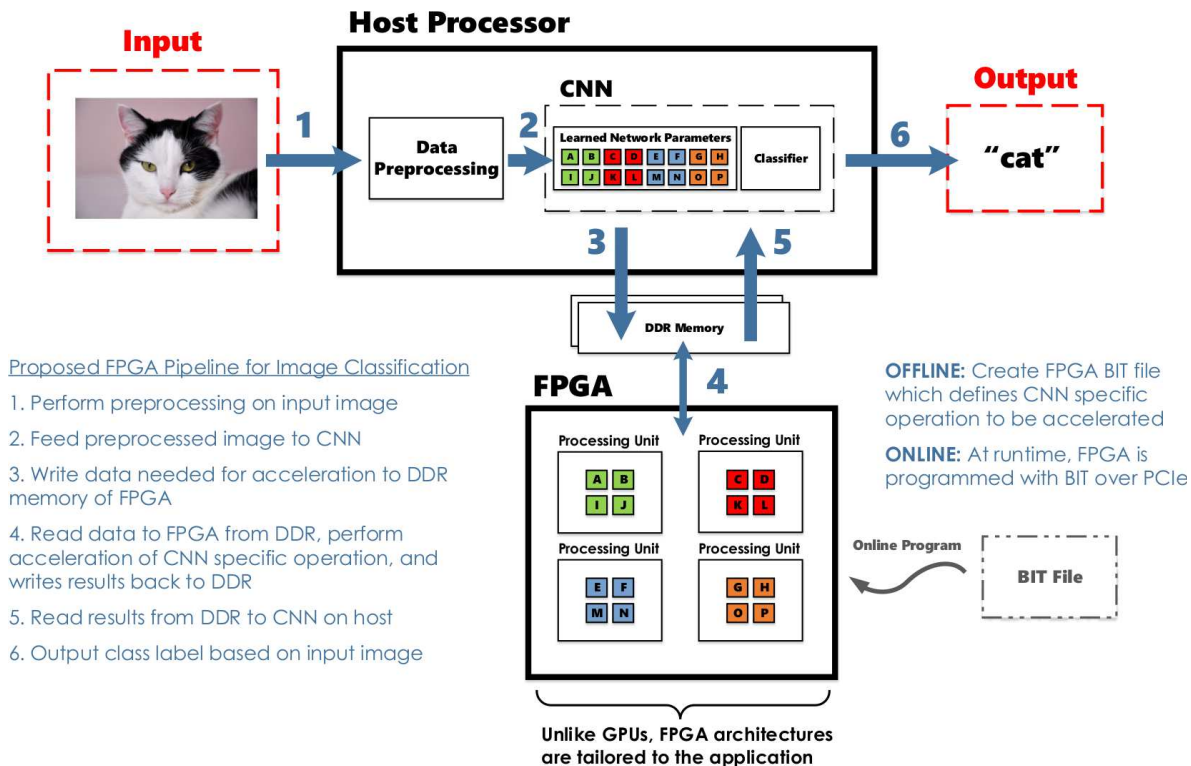 Host Processor
Input
Output
CNN
1
2
6
Data
Preprocessing
Learned Network Parameters
A B C D E F G H
I J K L M N O P
Classifier
“cat”
3
5
DDR Memory
4
Proposed FPGA Pipeline for Image Classification
1. Perform preprocessing on input image
2. Feed preprocessed image to CNN
3. Write data needed for acceleration to DDR
memory of FPGA
4. Read data to FPGA from DDR, perform
acceleration of CNN specific operation, and
writes results back to DDR
5. Read results from DDR to CNN on host
6. Output class label based on input image
FPGA
Processing Unit
A B
I J
Processing Unit
C D
K L
Processing Unit
E F
M N
Processing Unit
G H
O P
OFFLINE: Create FPGA BIT file
which defines CNN specific
operation to be accelerated
ONLINE: At runtime, FPGA is
programmed with BIT over PCIe
Online Program
BIT File
Unlike GPUs, FPGA architectures
are tailored to the application